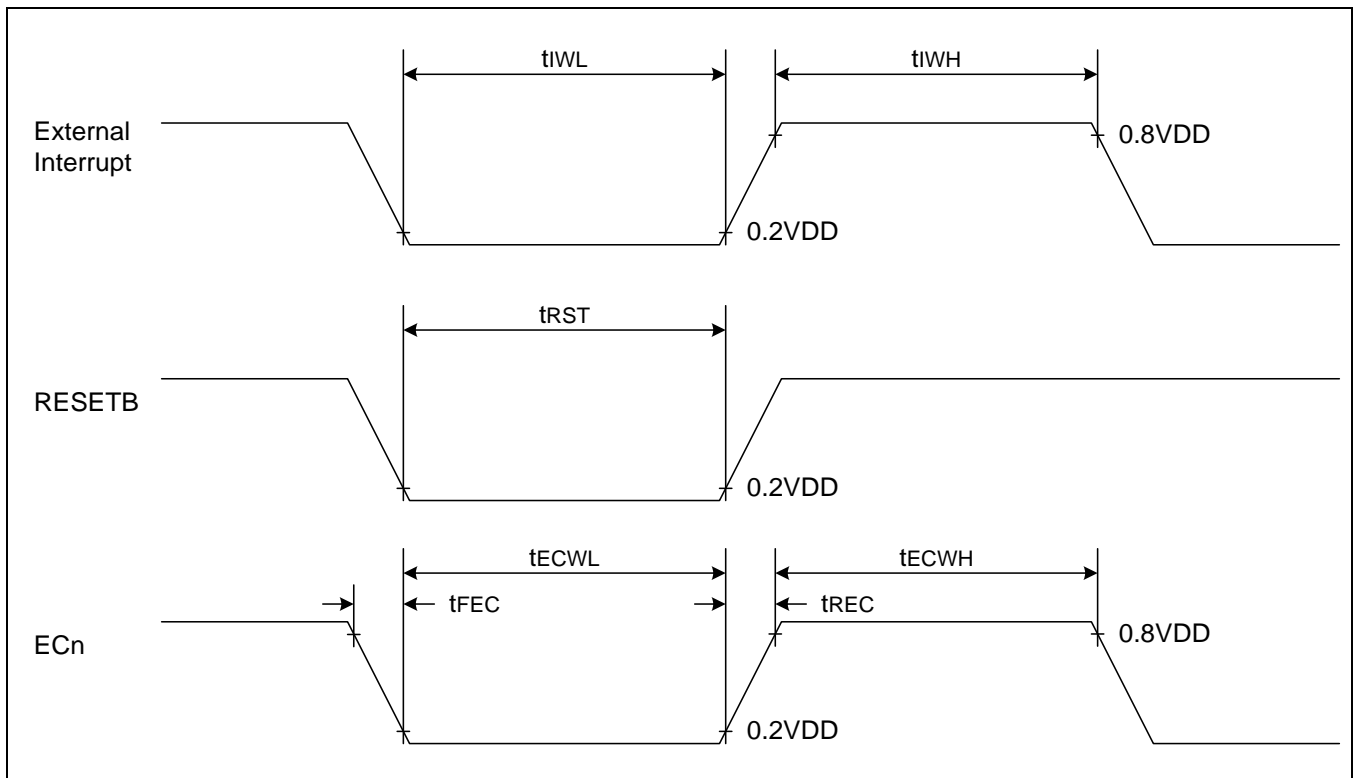 tIWL
tIWH
External
Interrupt
0.8VDD
0.2VDD
tRST
RESETB
0.2VDD
tECWL
tECWH
tFEC
tREC
ECn
0.8VDD
0.2VDD